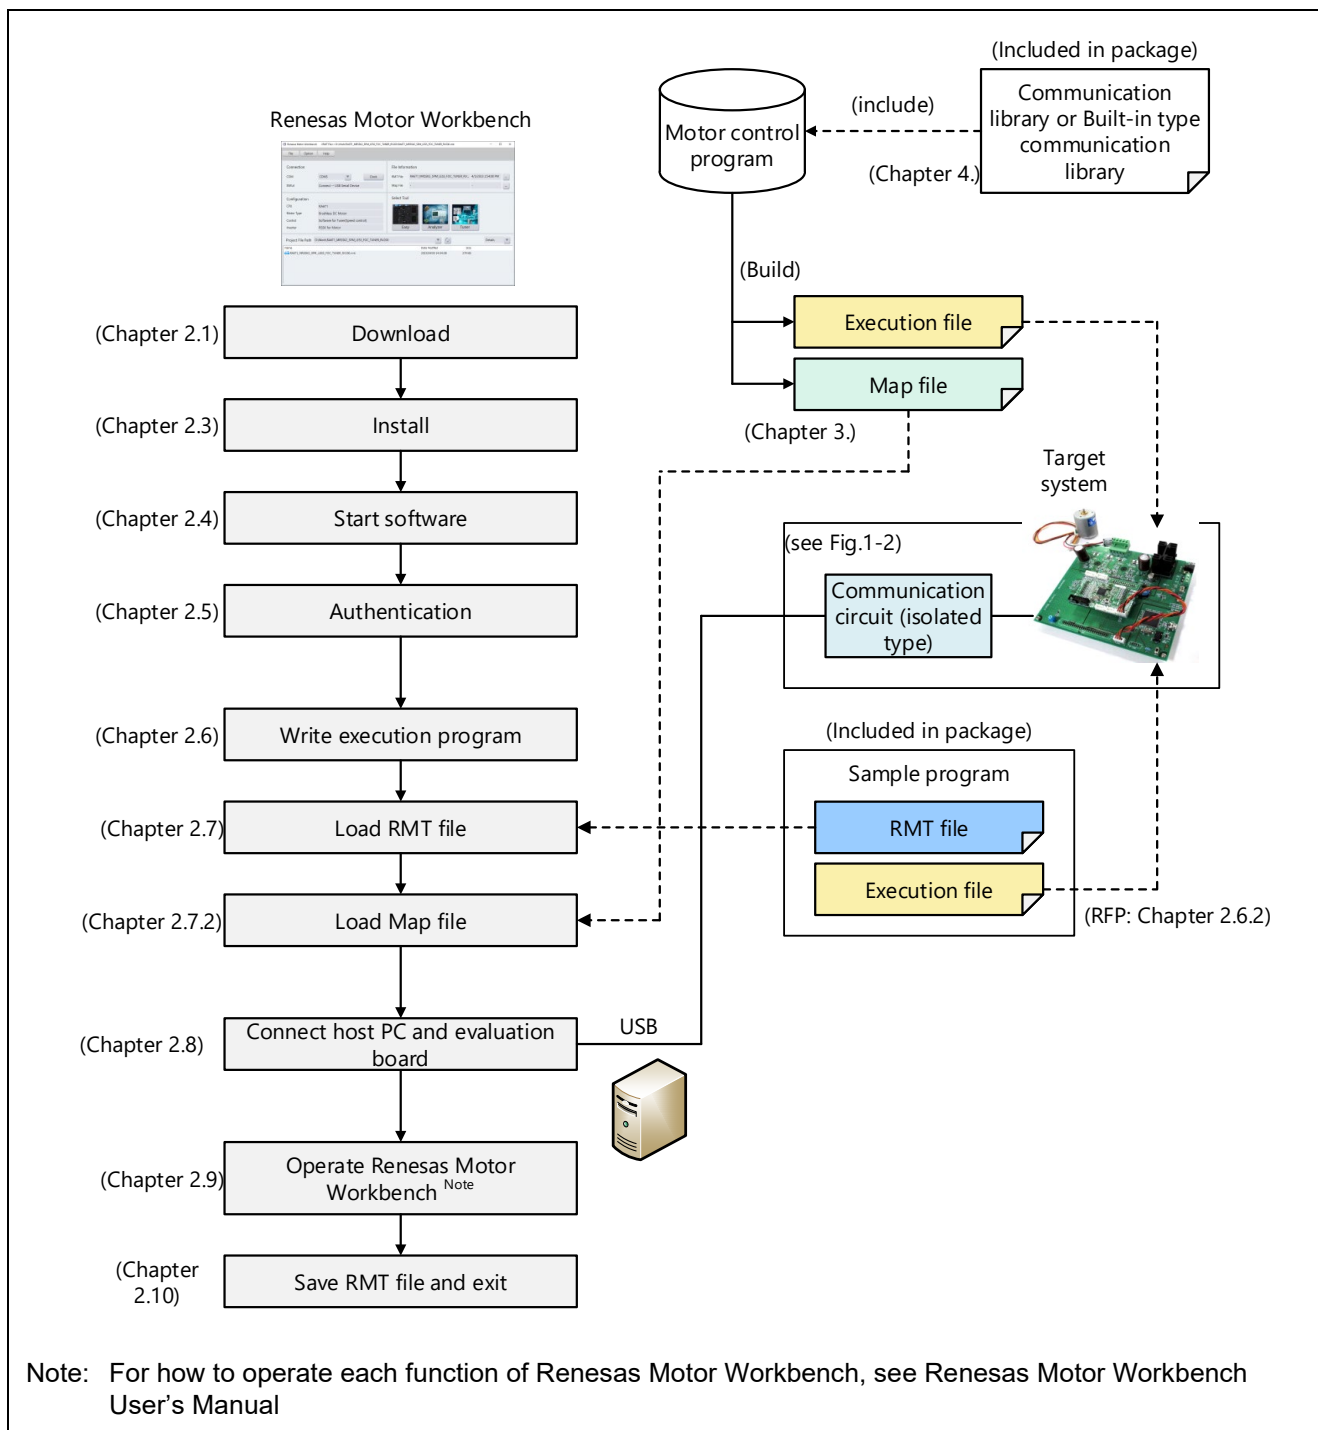 (Included in package)
Communication
library or Built-in type
communication
library
(include)
Motor control
program
(Chapter 4.)
Renesas Motor Workbench
(Build)
Execution file
Map file
(Chapter 3.)
(Chapter 2.1)
Download
(Chapter 2.3)
Install
(Chapter 2.4)
Start software
(Chapter 2.5)
Authentication
(Chapter 2.6)
Write execution program
(Chapter 2.7)
Load RMT file
(Chapter 2.7.2)
Load Map file
(Chapter 2.8)
Connect host PC and evaluation
board
USB
(Chapter 2.9)
Operate Renesas Motor
Workbench Note
(Chapter
2.10)
Save RMT file and exit
Target
system
(see Fig.1-2)
Communication
circuit (isolated
type)
(Included in package)
Sample program
RMT file
Execution file
(RFP: Chapter 2.6.2)
Note: For how to operate each function of Renesas Motor Workbench, see Renesas Motor Workbench
User’s Manual